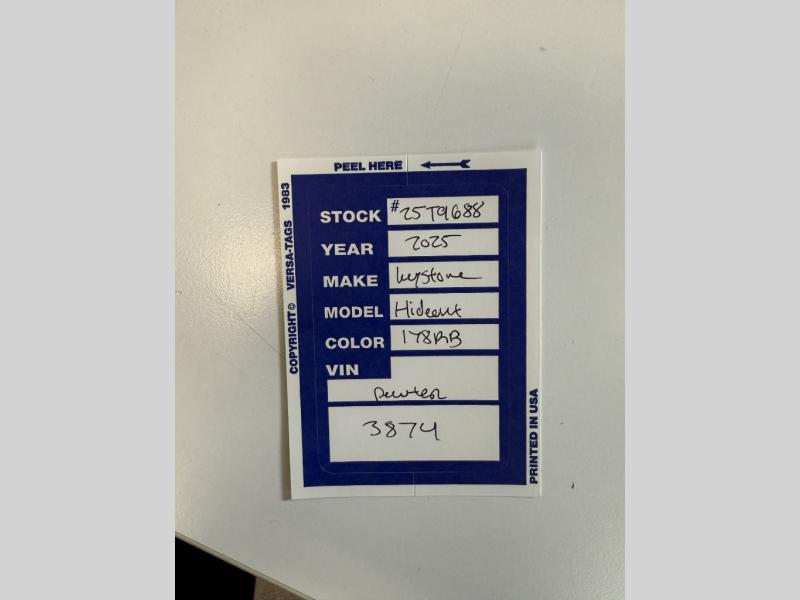 PEEL HERE
COPYRIGHT© VERSA-TAGS 1983
STOCK #25T9688
YEAR 2025
MAKE keystone
MODEL Hideout
COLOR 178RB
VIN
pewter
3874
PRINTED IN USA